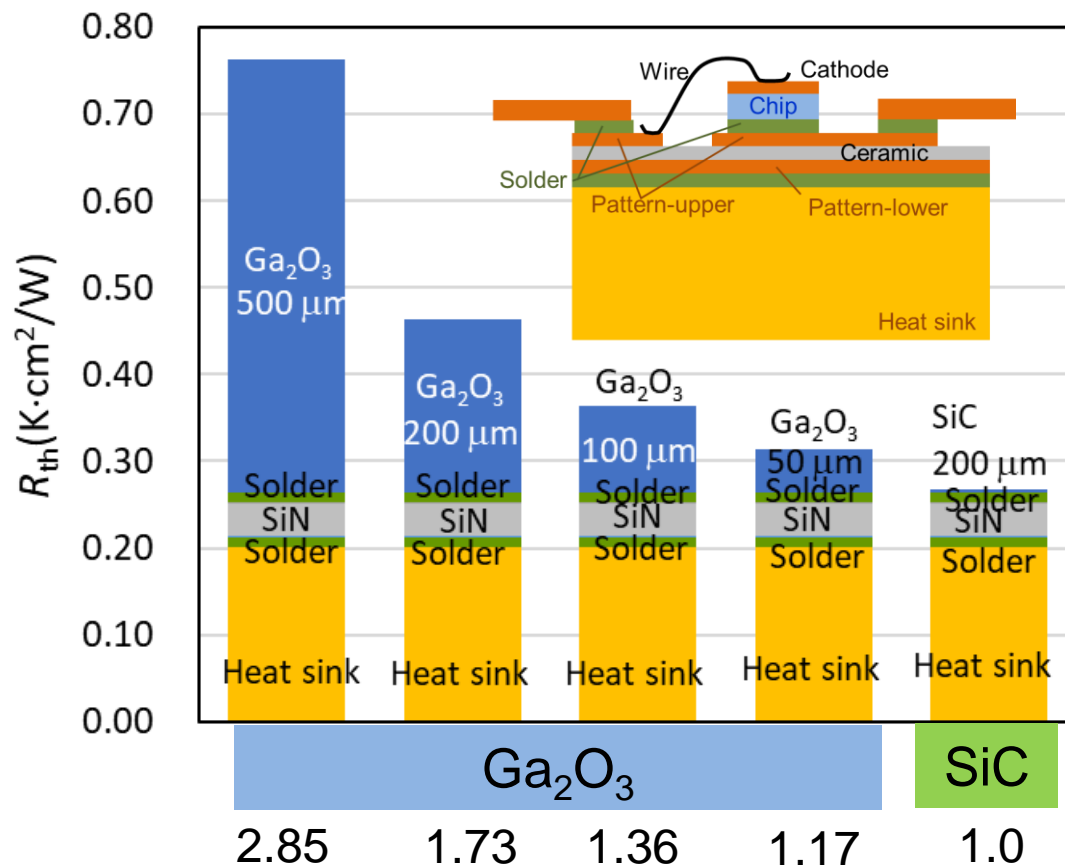 0.80
0.70
0.60
0.50
0.40
0.30
0.20
0.10
0.00
Rth(K·cm²/W)
Wire
Cathode
Chip
Ceramic
Solder
Pattern-upper
Pattern-lower
Heat sink
Ga₂O₃
500 μm
Solder
SiN
Solder
Heat sink
Ga₂O₃
200 μm
Solder
SiN
Solder
Heat sink
Ga₂O₃
100 μm
Solder
SiN
Solder
Heat sink
Ga₂O₃
50 μm
Solder
SiN
Solder
Heat sink
SiC
200 μm
Solder
SiN
Solder
Heat sink
Ga₂O₃ SiC
2.85 1.73 1.36 1.17 1.0